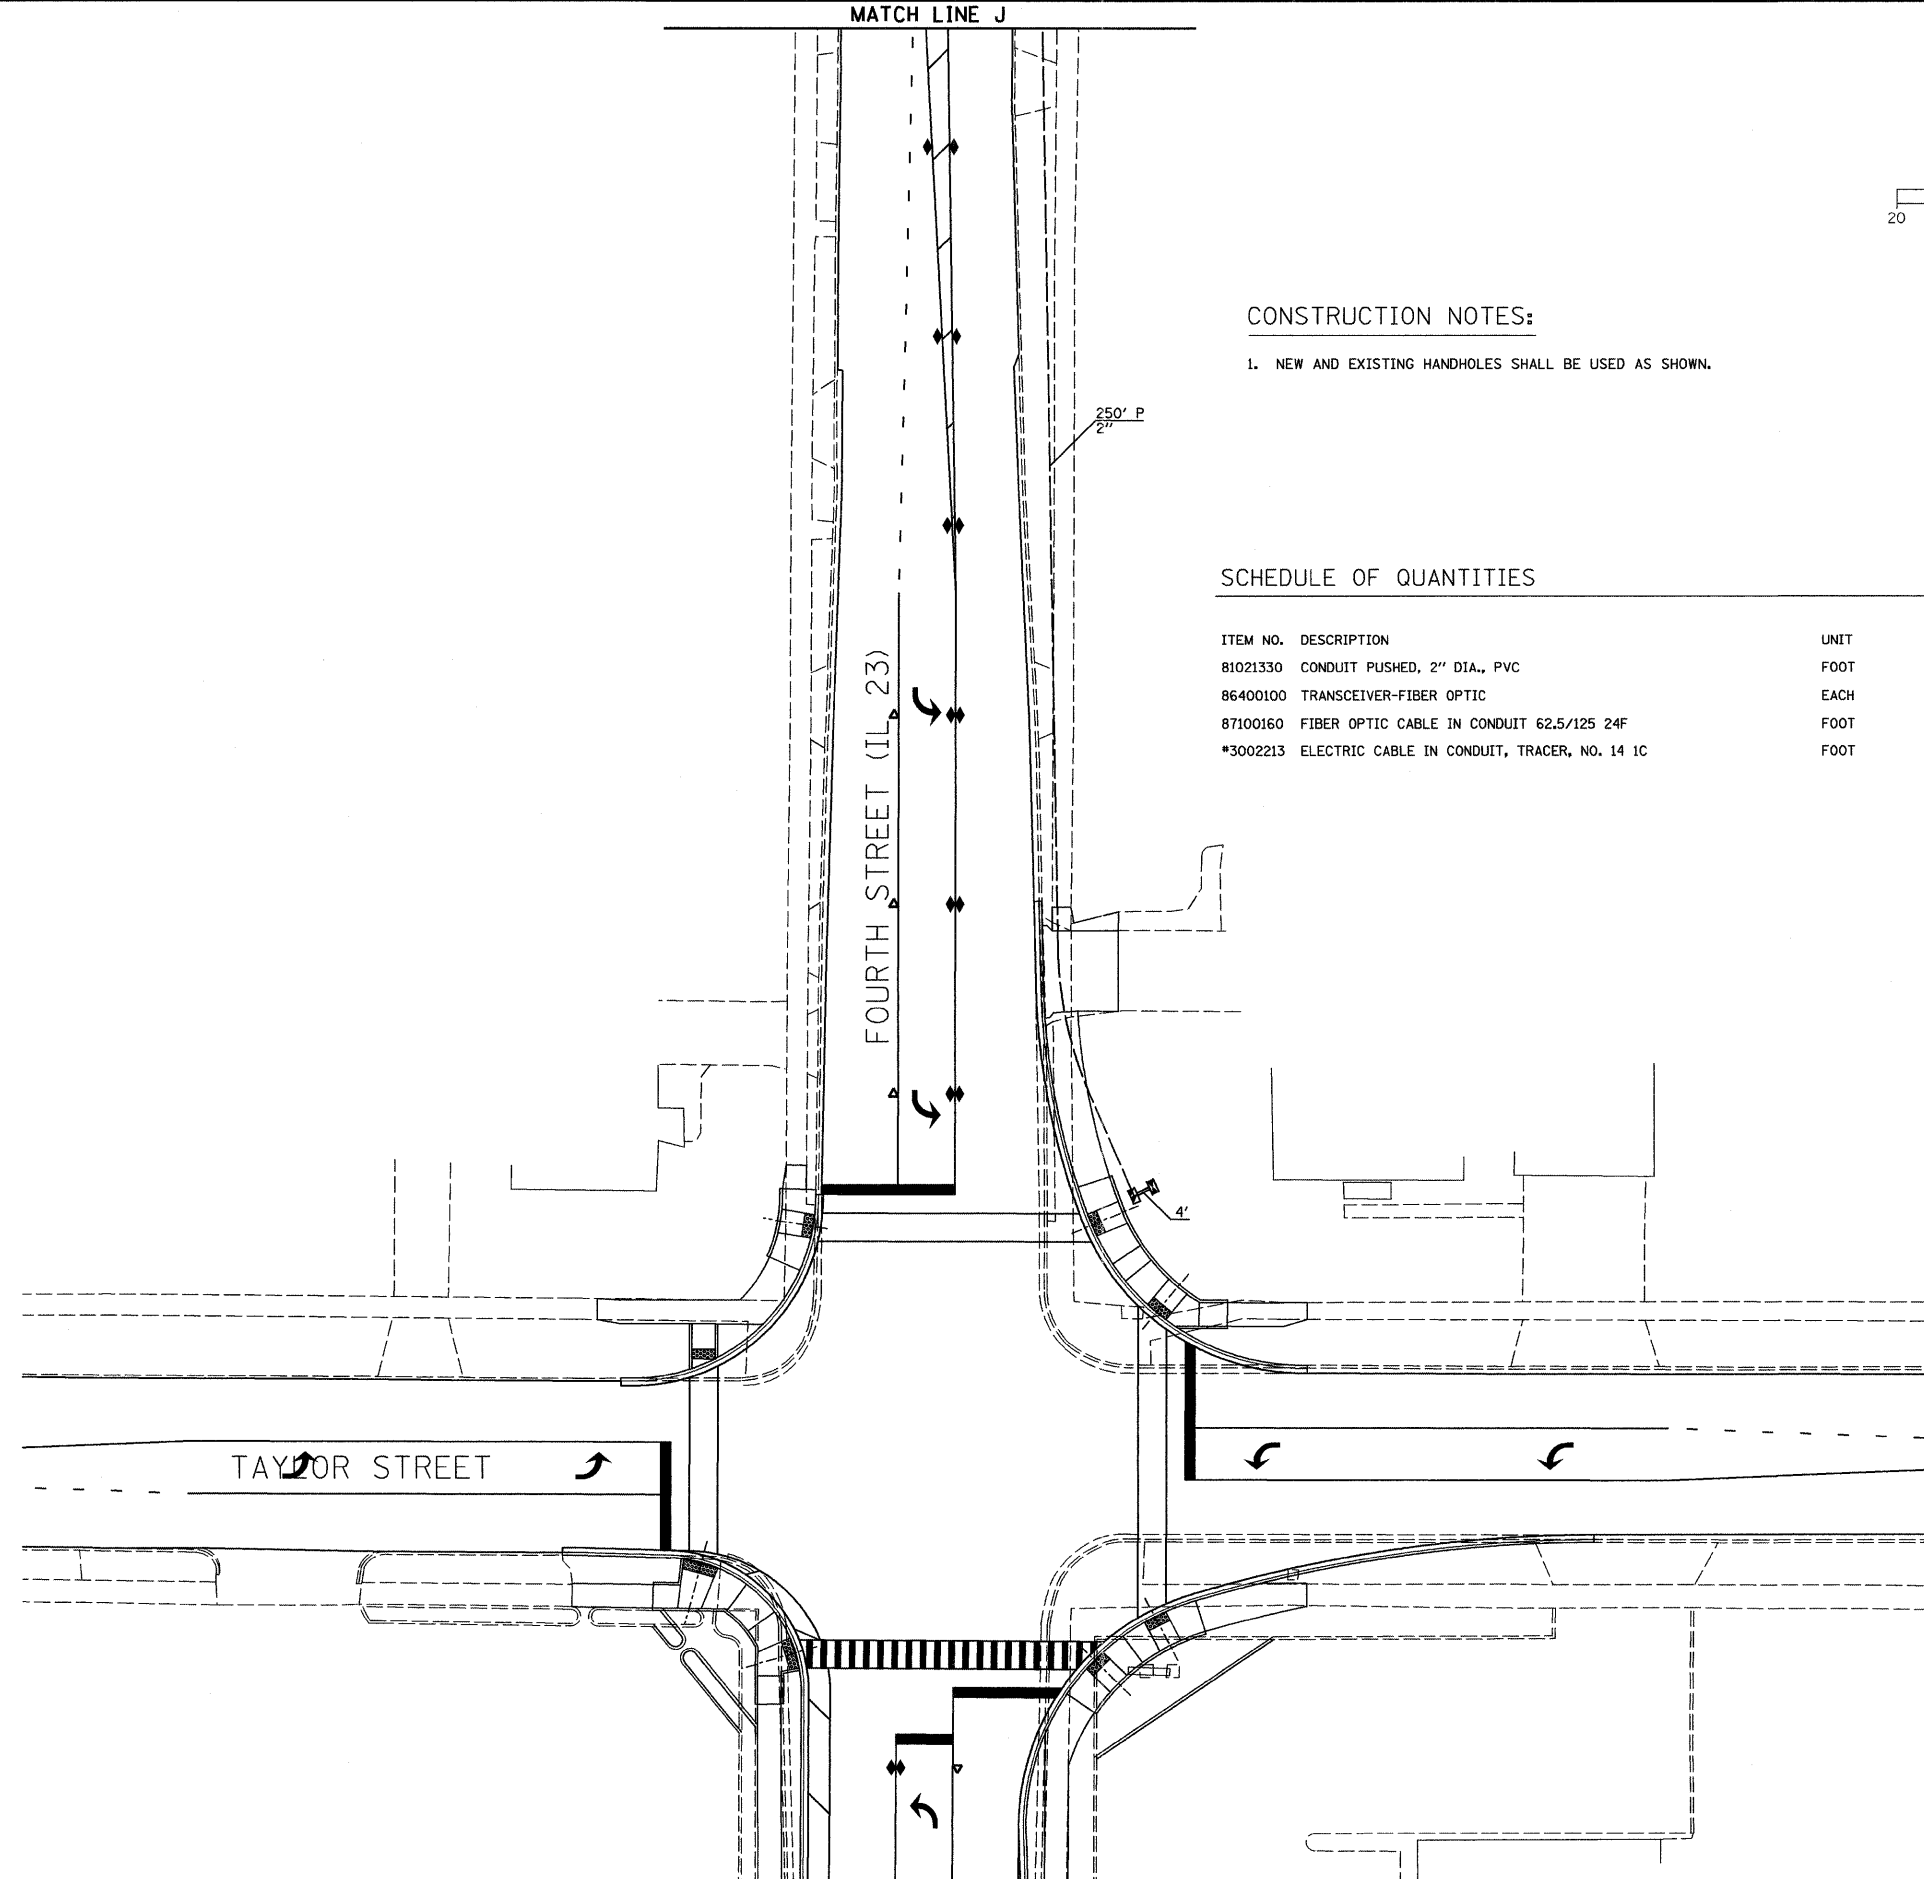 MATCH LINE J
20
CONSTRUCTION NOTES:
1. NEW AND EXISTING HANDHOLES SHALL BE USED AS SHOWN.
250' P
2"
SCHEDULE OF QUANTITIES
ITEM NO. DESCRIPTION UNIT
81021330 CONDUIT PUSHED, 2" DIA., PVC FOOT
86400100 TRANSCEIVER-FIBER OPTIC EACH
87100160 FIBER OPTIC CABLE IN CONDUIT 62.5/125 24F FOOT
*3002213 ELECTRIC CABLE IN CONDUIT, TRACER, NO. 14 1C FOOT
FOURTH STREET (IL 23)
4'
TAYLOR STREET